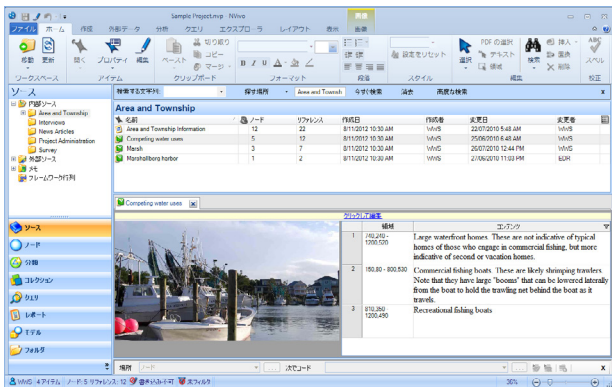 Sample Project.nvp - NVivo
ファイル ホーム 作成 外部データ 分析 クエリ エクスプローラ レイアウト 表示 画像
移動 更新 開く プロパティ 編集 ペースト
切り取り
コピー
マージ
B I U A
設定をリセット
選択
PDF の選択
テキスト
領域
検索
挿入
置換
削除
スペル
ワークスペース アイテム クリップボード フォーマット 段落 スタイル 編集 校正
ソース
内部ソース
Area and Township
Interviews
News Articles
Project Administration
Survey
外部ソース
メモ
フレームワーク行列
検索する文字列: 探す場所 Area and Townsh 今すぐ検索 消去 高度な検索 x
Area and Township
名前 ノード リファレンス 作成日 作成者 変更日 変更者
Area and Township Information 12 22 8/11/2012 10:30 AM WWS 22/07/2010 5:48 AM WWS
Competing water uses 5 12 8/11/2012 10:30 AM WWS 25/06/2010 6:48 AM WWS
Marsh 3 7 8/11/2012 10:30 AM WWS 26/07/2010 12:44 PM WWS
Marshallberg harbor 1 2 8/11/2012 10:30 AM WWS 27/06/2010 11:03 PM EDR
Competing water uses
クリックして編集
領域 コンテンツ
1 740,240 - 1200,520 Large waterfront homes. These are not indicative of typical
homes of those who engage in commercial fishing, but more
indicative of second or vacation homes.
2 150,80 - 800,530 Commercial fishing boats. These are likely shrimping trawlers.
Note that they have large "booms" that can be lowered laterally
from the boat to hold the trawling net behind the boat as it
travels.
3 810,350 - 1200,490 Recreational fishing boats
ソース
ノード
分類
コレクション
クエリ
レポート
モデル
フォルダ
場所 ノード 次でコード
WWS 4 アイテム ノード: 5 リファレンス: 12 書き込み不可 未フィルタ 36%